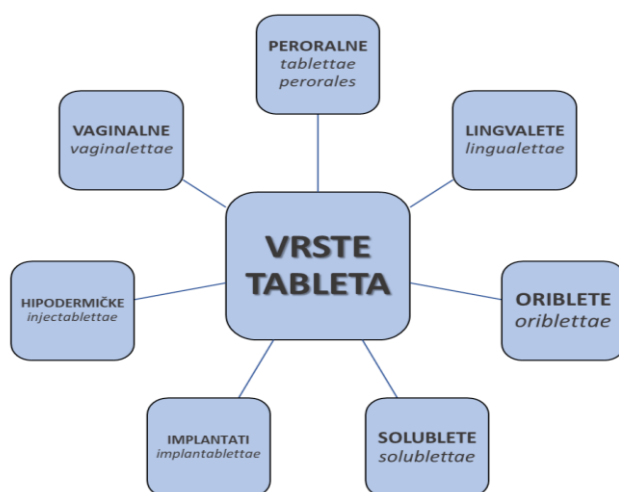 PERORALNE
tablettae
perorales
VAGINALNE
vaginalettae
LINGVALETE
lingualettae
VRSTE
TABLETA
HIPODERMIČKE
injectablettae
ORIBLETE
oriblettae
IMPLANTATI
implantablettae
SOLUBLETE
solublettae